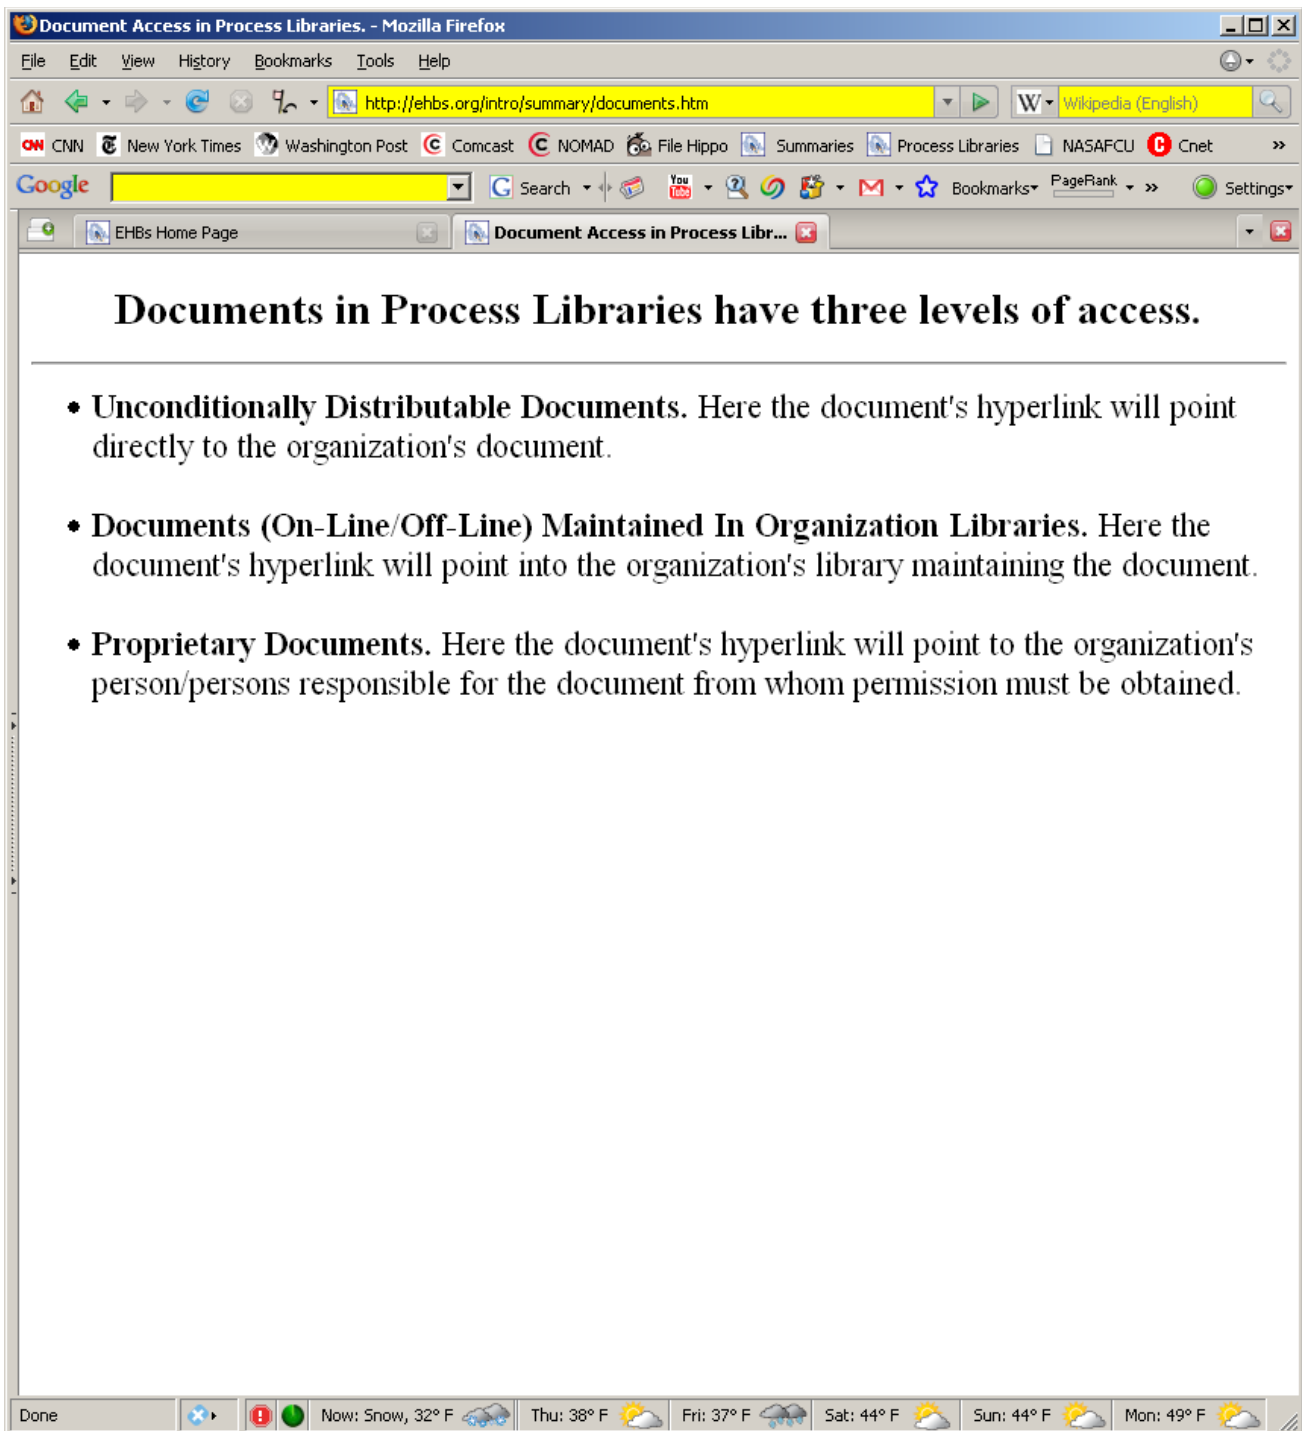 Document Access in Process Libraries. - Mozilla Firefox
File Edit View History Bookmarks Tools Help
http://ehbs.org/intro/summary/documents.htm W Wikipedia (English)
CNN CNN New York Times Washington Post C Comcast C NOMAD File Hippo Summaries Process Libraries NASAFCU C Cnet »
Google G Search You Tube M Bookmarks PageRank » Settings
EHBs Home Page Document Access in Process Libr...
Documents in Process Libraries have three levels of access.
• Unconditionally Distributable Documents. Here the document's hyperlink will point
directly to the organization's document.
• Documents (On-Line/Off-Line) Maintained In Organization Libraries. Here the
document's hyperlink will point into the organization's library maintaining the document.
• Proprietary Documents. Here the document's hyperlink will point to the organization's
person/persons responsible for the document from whom permission must be obtained.
Done Now: Snow, 32° F Thu: 38° F Fri: 37° F Sat: 44° F Sun: 44° F Mon: 49° F